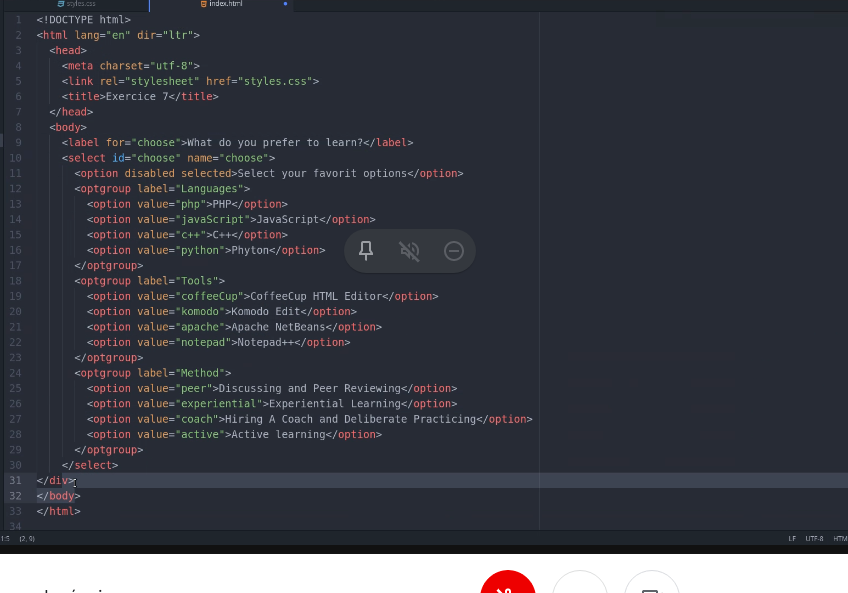 styles.css index.html
1 <!DOCTYPE html>
2 <html lang="en" dir="ltr">
3 <head>
4 <meta charset="utf-8">
5 <link rel="stylesheet" href="styles.css">
6 <title>Exercice 7</title>
7 </head>
8 <body>
9 <label for="choose">What do you prefer to learn?</label>
10 <select id="choose" name="choose">
11 <option disabled selected>Select your favorit options</option>
12 <optgroup label="Languages">
13 <option value="php">PHP</option>
14 <option value="javaScript">JavaScript</option>
15 <option value="c++">C++</option>
16 <option value="python">Phyton</option>
17 </optgroup>
18 <optgroup label="Tools">
19 <option value="coffeeCup">CoffeeCup HTML Editor</option>
20 <option value="komodo">Komodo Edit</option>
21 <option value="apache">Apache NetBeans</option>
22 <option value="notepad">Notepad++</option>
23 </optgroup>
24 <optgroup label="Method">
25 <option value="peer">Discussing and Peer Reviewing</option>
26 <option value="experiential">Experiential Learning</option>
27 <option value="coach">Hiring A Coach and Deliberate Practicing</option>
28 <option value="active">Active learning</option>
29 </optgroup>
30 </select>
31 </div>
32 </body>
33 </html>
34
1:5 (2, 9) LF UTF-8 HTM